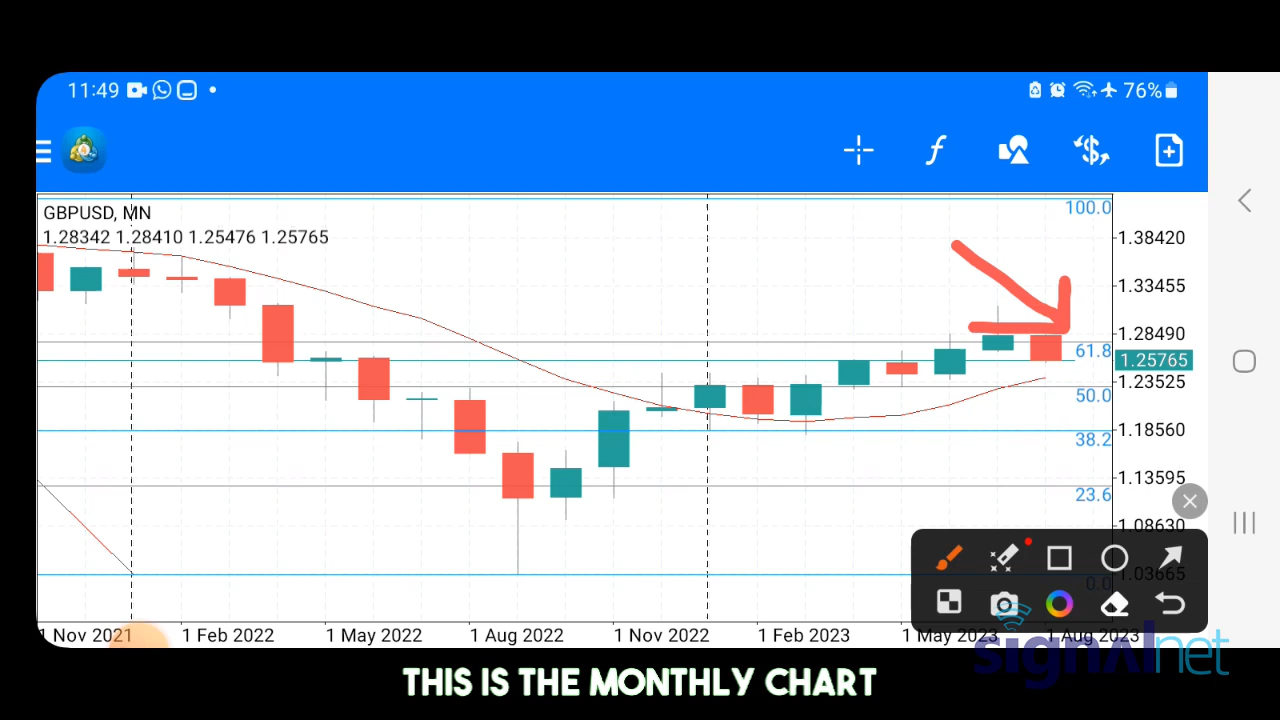 11:49
76%
GBPUSD, MN
1.28342 1.28410 1.25476 1.25765
100.0
1.38420
1.33455
1.28490
61.8
1.25765
1.23525
50.0
1.18560
38.2
1.13595
23.6
1.08630
1.03665
0.0
1 Nov 2021
1 Feb 2022
1 May 2022
1 Aug 2022
1 Nov 2022
1 Feb 2023
1 May 2023
1 Aug 2023
signalnet
THIS IS THE MONTHLY CHART